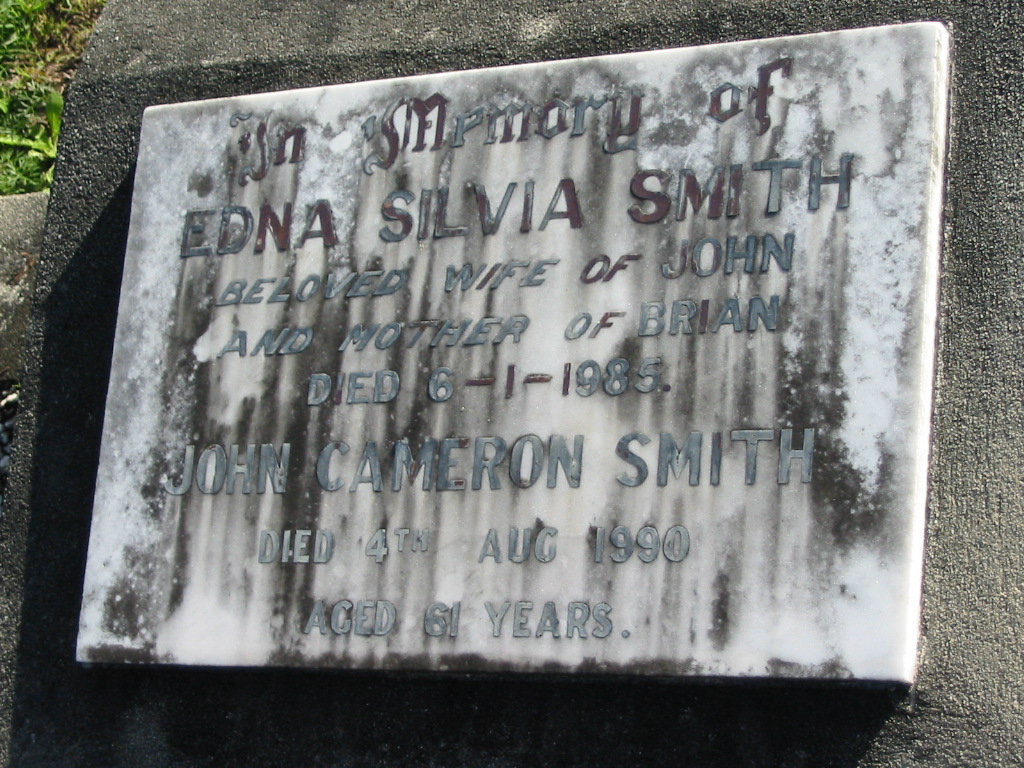 In Memory of
EDNA SILVIA SMITH
BELOVED WIFE OF JOHN
AND MOTHER OF BRIAN
DIED 6-1-1985.
JOHN CAMERON SMITH
DIED 4TH AUG 1990
AGED 61 YEARS.